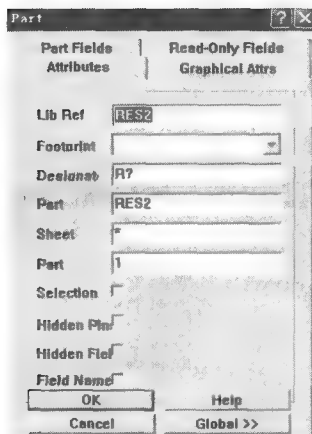 Part ? X
Part Fields Read-Only Fields
Attributes Graphical Attrs
Lib Ref RES2
Footprint
Designat R?
Part RES2
Sheet *
Part 1
Selection
Hidden Pin
Hidden Fiel
Field Name
OK Help
Cancel Global >>